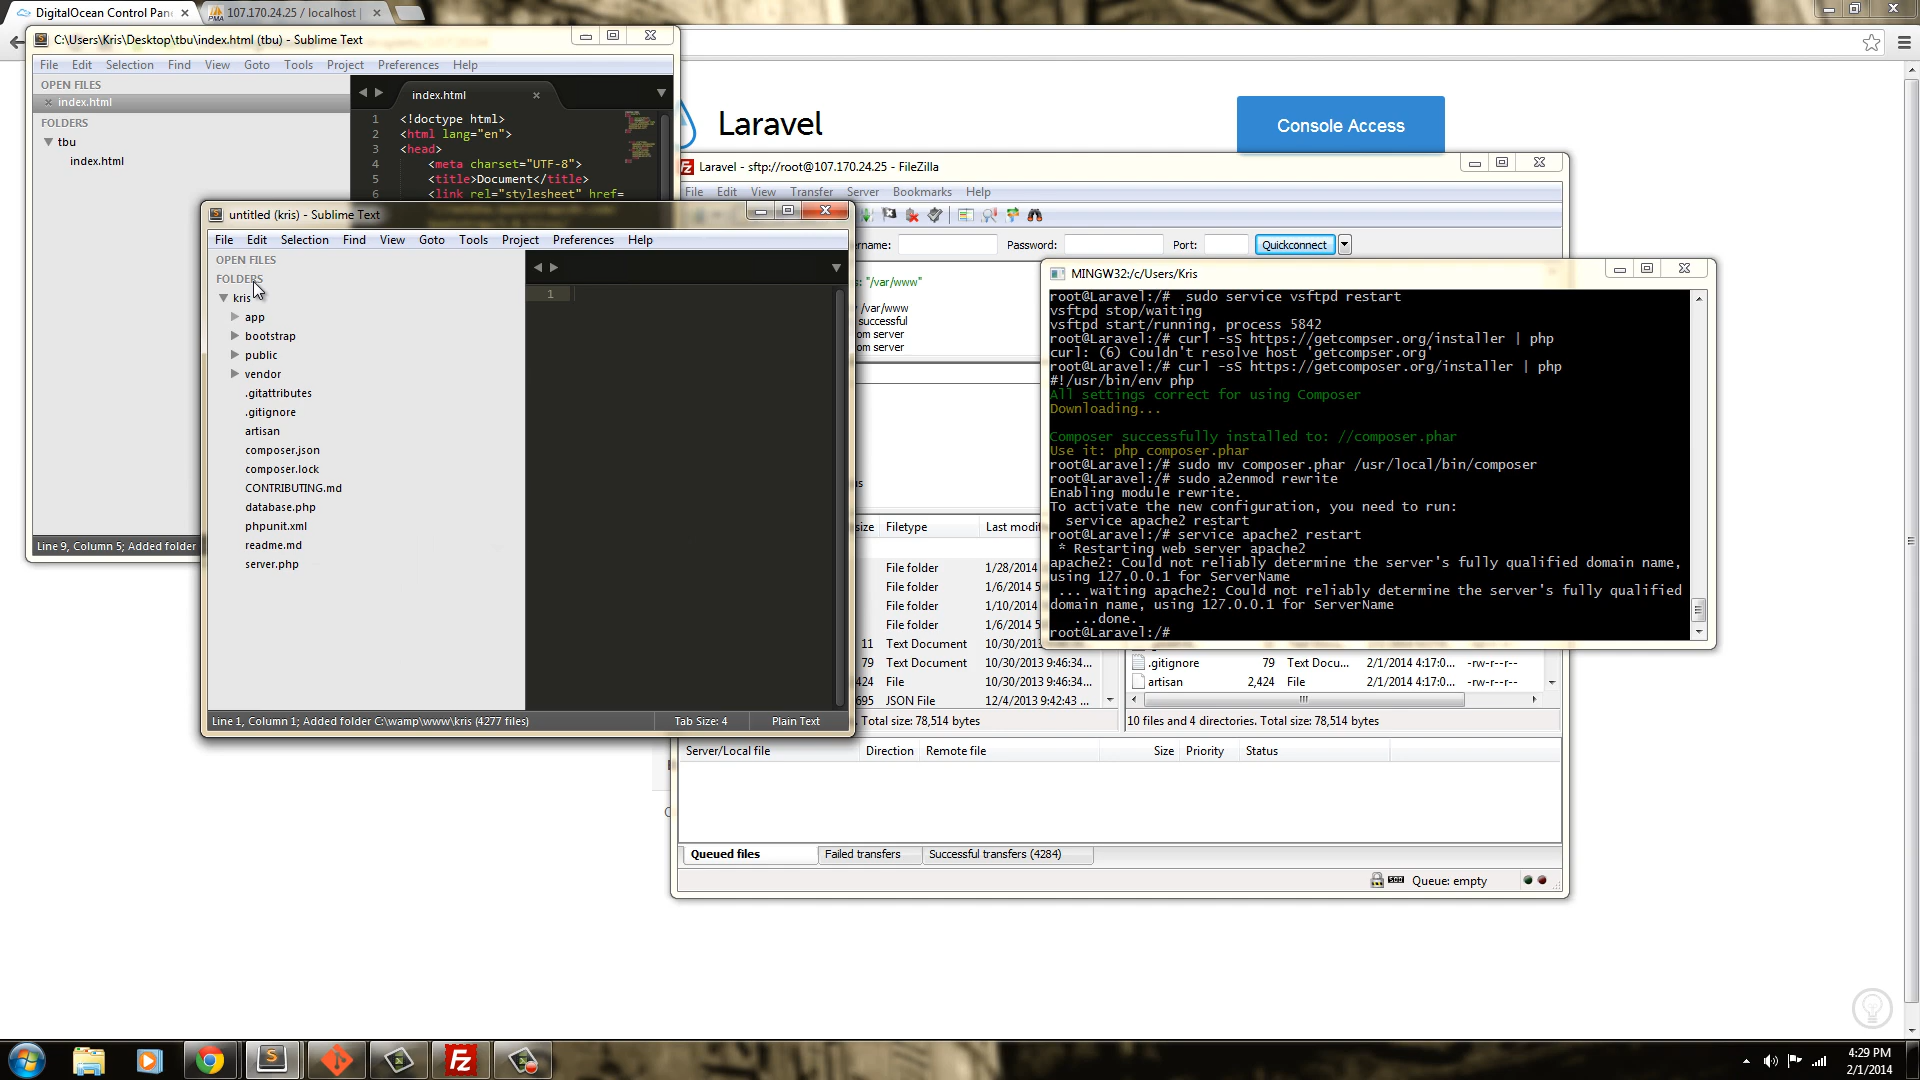 DigitalOcean Control Pan
107.170.24.25 / localhost |
C:\Users\Kris\Desktop\tbu\index.html (tbu) - Sublime Text
File Edit Selection Find View Goto Tools Project Preferences Help
OPEN FILES
index.html
FOLDERS
tbu
index.html
index.html
1 <!doctype html>
2 <html lang="en">
3 <head>
4 <meta charset="UTF-8">
5 <title>Document</title>
6 <link rel="stylesheet" href=
Line 9, Column 5; Added folder
Laravel
Console Access
untitled (kris) - Sublime Text
File Edit Selection Find View Goto Tools Project Preferences Help
OPEN FILES
FOLDERS
kris
app
bootstrap
public
vendor
.gitattributes
.gitignore
artisan
composer.json
composer.lock
CONTRIBUTING.md
database.php
phpunit.xml
readme.md
server.php
1
Line 1, Column 1; Added folder C:\wamp\www\kris (4277 files)
Tab Size: 4
Plain Text
Laravel - sftp://root@107.170.24.25 - FileZilla
File Edit View Transfer Server Bookmarks Help
rname: Password: Port: Quickconnect
s: "/var/www"
/var/www
successful
om server
om server
ns
size Filetype Last modif
File folder 1/28/2014
File folder 1/6/2014 5
File folder 1/10/2014
File folder 1/6/2014 5
11 Text Document 10/30/2013 9:46:34...
79 Text Document 10/30/2013 9:46:34...
424 File 10/30/2013 9:46:34...
695 JSON File 12/4/2013 9:42:43 ...
. Total size: 78,514 bytes
.gitignore 79 Text Docu... 2/1/2014 4:17:0... -rw-r--r--
artisan 2,424 File 2/1/2014 4:17:0... -rw-r--r--
10 files and 4 directories. Total size: 78,514 bytes
Server/Local file Direction Remote file Size Priority Status
Queued files Failed transfers Successful transfers (4284)
Queue: empty
MINGW32:/c/Users/Kris
root@Laravel:/#  sudo service vsftpd restart
vsftpd stop/waiting
vsftpd start/running, process 5842
root@Laravel:/# curl -sS https://getcompser.org/installer | php
curl: (6) Couldn't resolve host 'getcompser.org'
root@Laravel:/# curl -sS https://getcomposer.org/installer | php
#!/usr/bin/env php
All settings correct for using Composer
Downloading...
Composer successfully installed to: //composer.phar
Use it: php composer.phar
root@Laravel:/# sudo mv composer.phar /usr/local/bin/composer
root@Laravel:/# sudo a2enmod rewrite
Enabling module rewrite.
To activate the new configuration, you need to run:
service apache2 restart
root@Laravel:/# service apache2 restart
* Restarting web server apache2
apache2: Could not reliably determine the server's fully qualified domain name,
using 127.0.0.1 for ServerName
... waiting apache2: Could not reliably determine the server's fully qualified
domain name, using 127.0.0.1 for ServerName
...done.
root@Laravel:/#
4:29 PM
2/1/2014